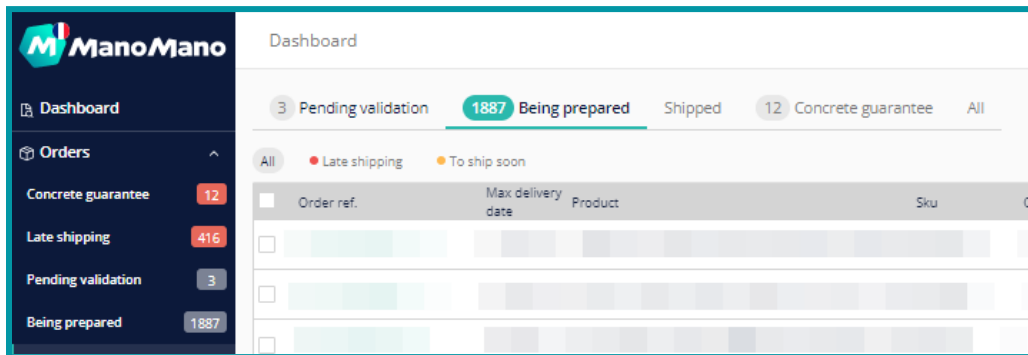 ManoMano
Dashboard
Orders
Concrete guarantee 12
Late shipping 416
Pending validation 3
Being prepared 1887
Dashboard
3 Pending validation 1887 Being prepared Shipped 12 Concrete guarantee All
All Late shipping To ship soon
Order ref. Max delivery date Product Sku